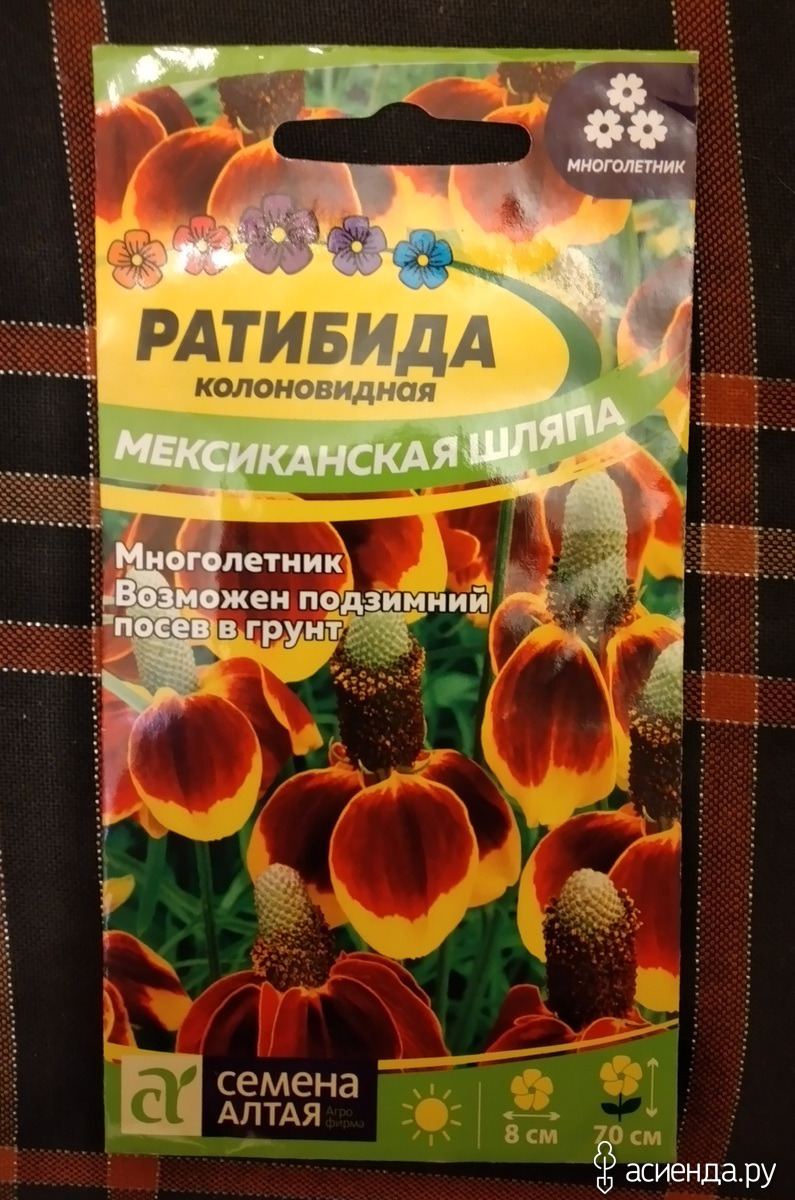 МНОГОЛЕТНИК
РАТИБИДА
КОЛОНОВИДНАЯ
МЕКСИКАНСКАЯ ШЛЯПА
Многолетник
Возможен подзимний
посев в грунт
семена
АЛТАЯ
Агро
фирма
8 см
70 см
асиенда.ру